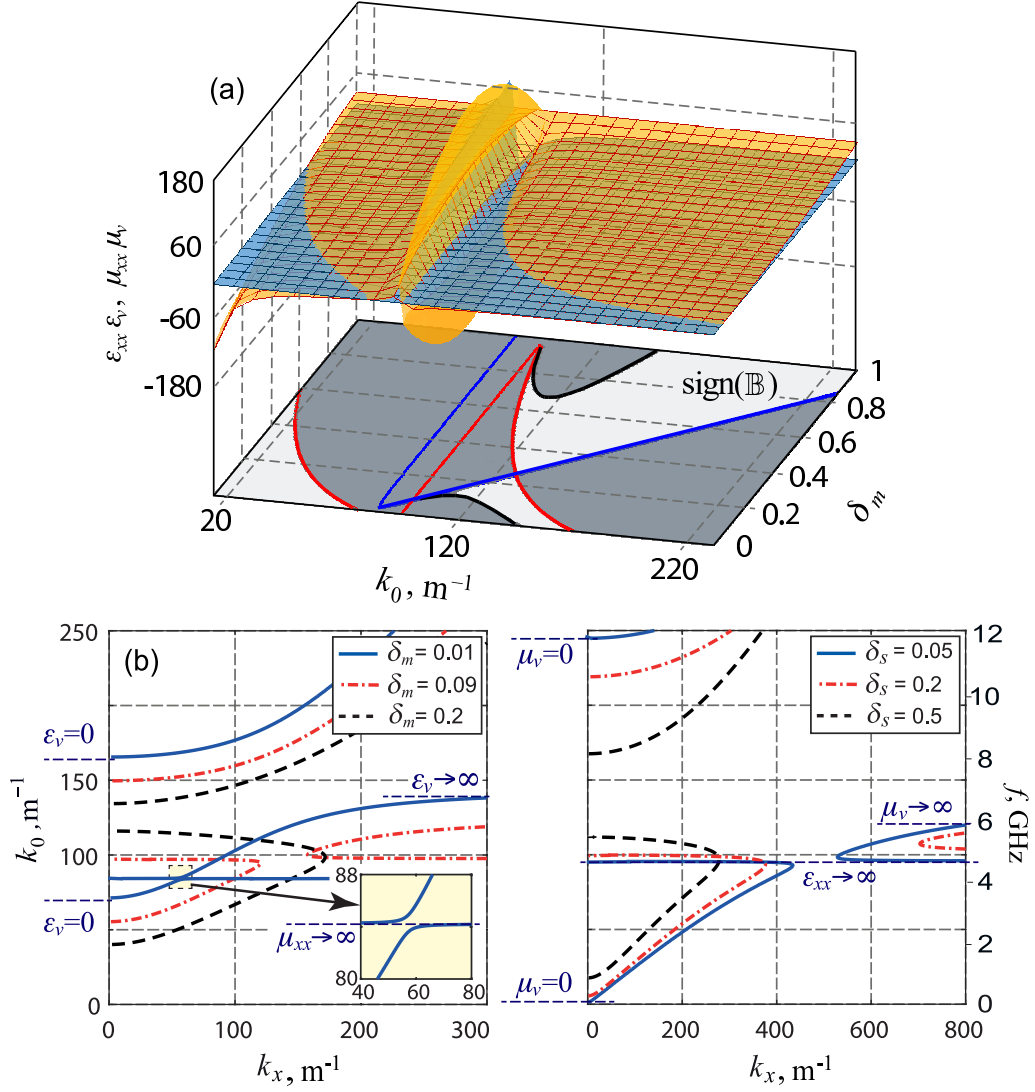 (a)
180
60
-60
-180
εxx εv, μxx μv
sign(𝔹)
1
0.8
0.6
0.4
0.2
0
δm
20
120
220
k0, m−1
(b)
250
150
100
50
0
k0, m−1
δm = 0.01
δm = 0.09
δm = 0.2
εv=0
εv→∞
εv=0
μxx→∞
88
80
40
60
80
0
100
200
300
kx, m−1
μv=0
δs = 0.05
δs = 0.2
δs = 0.5
μv→∞
εxx→∞
μv=0
12
10
8
6
4
2
0
f, GHz
0
200
400
600
800
kx, m−1